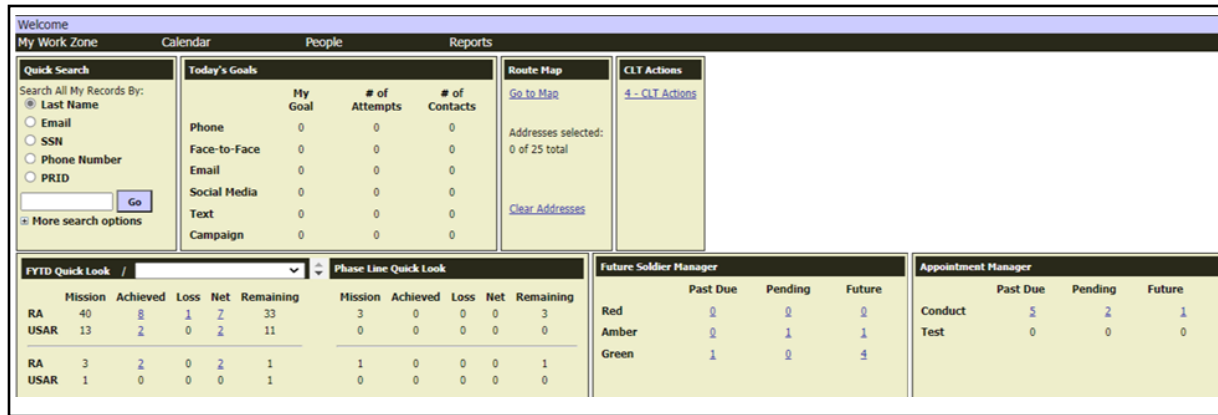 Welcome
My Work Zone Calendar People Reports
Quick Search
Search All My Records By:
Last Name
Email
SSN
Phone Number
PRID
Go
More search options
Today's Goals
My Goal # of Attempts # of Contacts
Phone 0 0 0
Face-to-Face 0 0 0
Email 0 0 0
Social Media 0 0 0
Text 0 0 0
Campaign 0 0 0
Route Map
Go to Map
Addresses selected:
0 of 25 total
Clear Addresses
CLT Actions
4 - CLT Actions
FYTD Quick Look /
Mission Achieved Loss Net Remaining
RA 40 8 1 7 33
USAR 13 2 0 2 11
RA 3 2 0 2 1
USAR 1 0 0 0 1
Phase Line Quick Look
Mission Achieved Loss Net Remaining
3 0 0 0 3
0 0 0 0 0
1 0 0 0 1
0 0 0 0 0
Future Soldier Manager
Past Due Pending Future
Red 0 0 0
Amber 0 1 1
Green 1 0 4
Appointment Manager
Past Due Pending Future
Conduct 5 2 1
Test 0 0 0